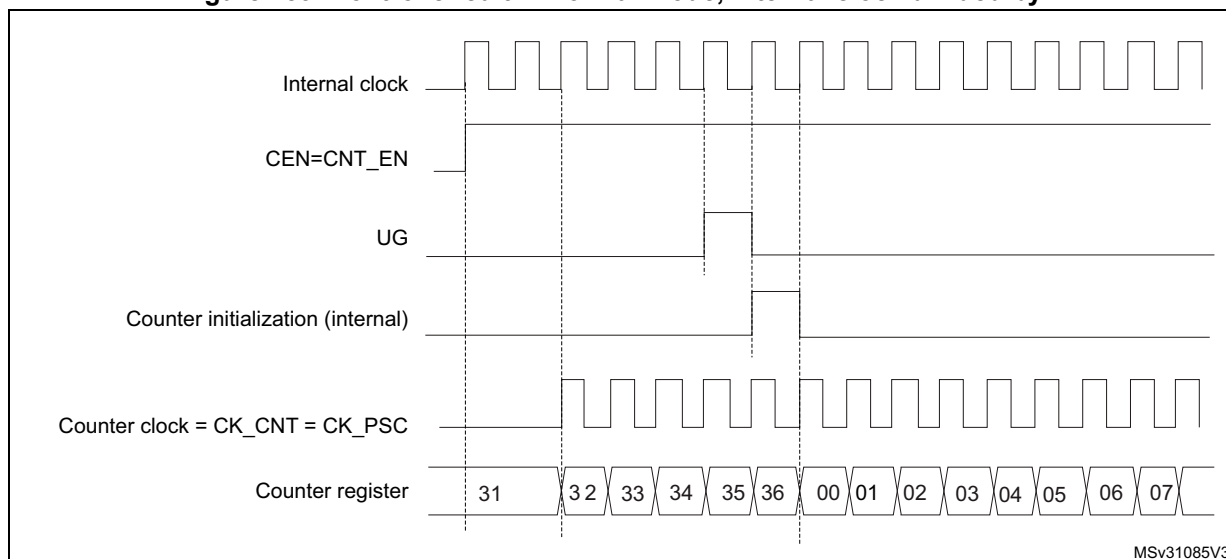 Internal clock
CEN=CNT_EN
UG
Counter initialization (internal)
Counter clock = CK_CNT = CK_PSC
Counter register 31 32 33 34 35 36 00 01 02 03 04 05 06 07
MSv31085V3